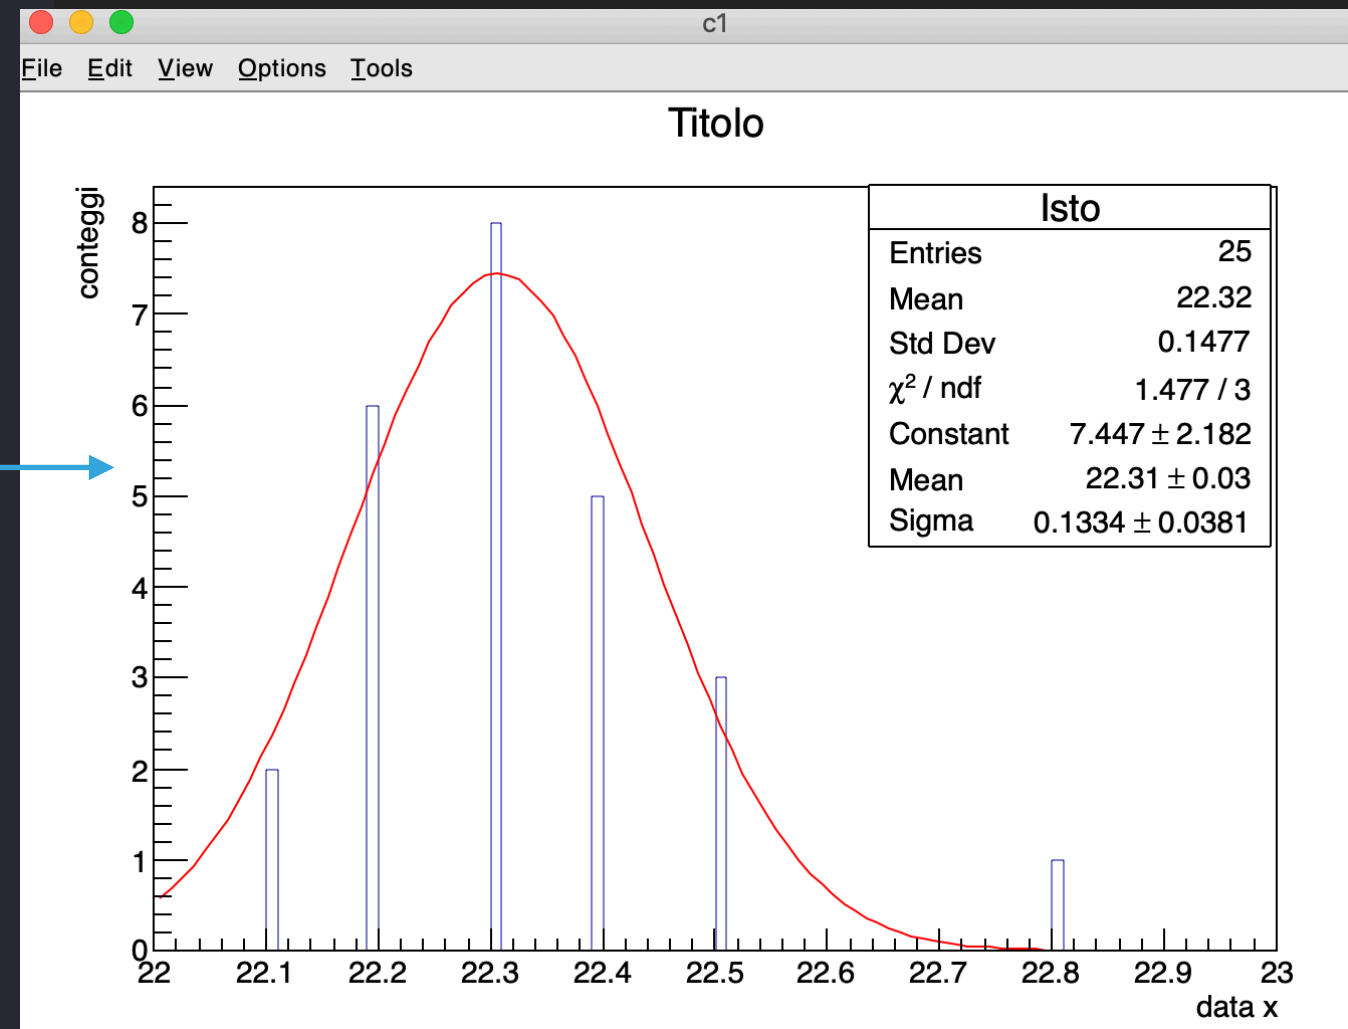 c1
File Edit View Options Tools
Titolo
conteggi
8
7
6
5
4
3
2
1
0
Isto
Entries 25
Mean 22.32
Std Dev 0.1477
χ² / ndf 1.477 / 3
Constant 7.447 ± 2.182
Mean 22.31 ± 0.03
Sigma 0.1334 ± 0.0381
22 22.1 22.2 22.3 22.4 22.5 22.6 22.7 22.8 22.9 23
data x